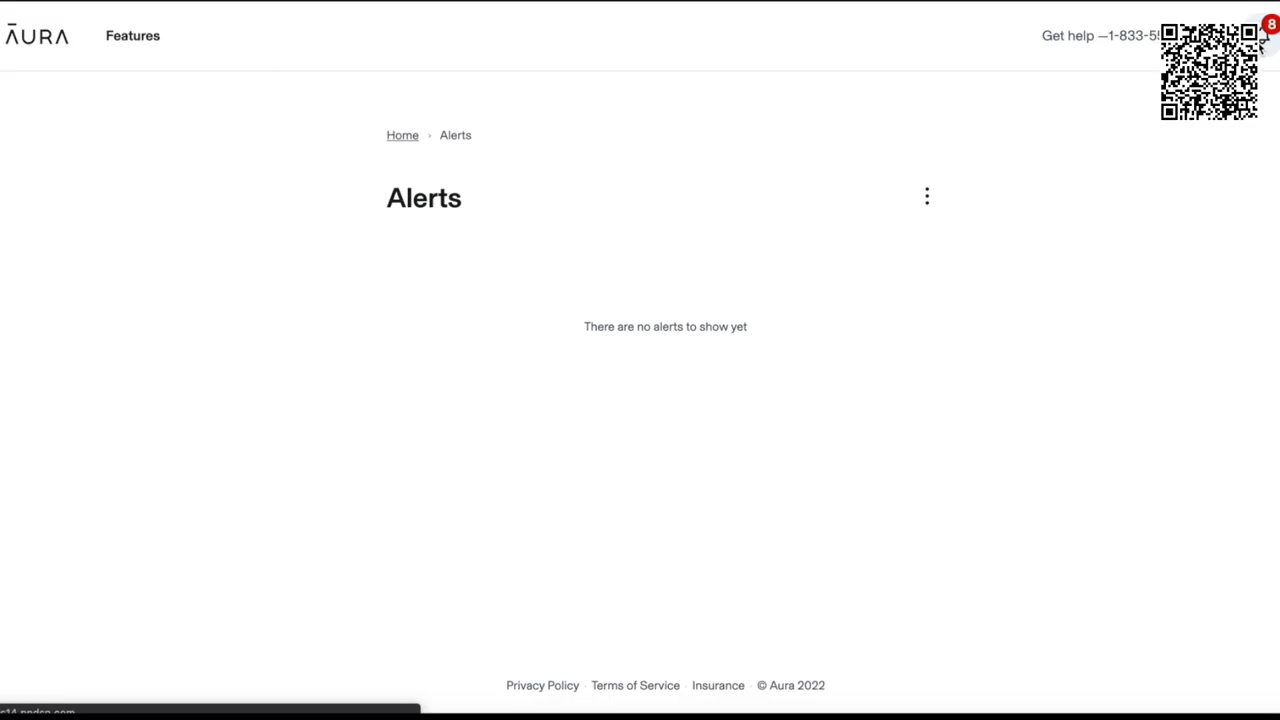 ĀURA
Features
Get help —1-833-5
8
Home › Alerts
Alerts
There are no alerts to show yet
Privacy Policy · Terms of Service · Insurance · © Aura 2022